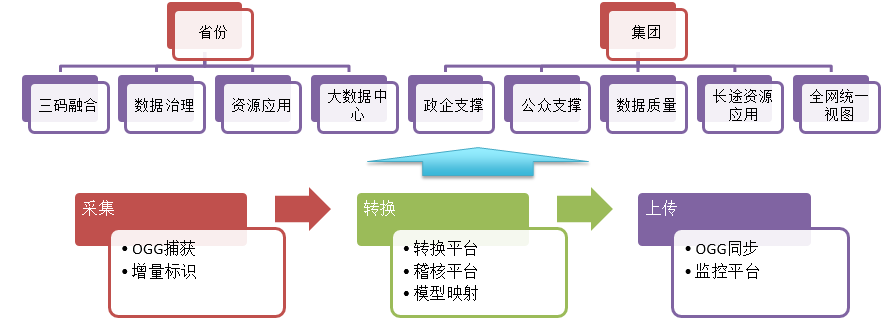 省份
集团
三码融合
数据治理
资源应用
大数据中
心
政企支撑
公众支撑
数据质量
长途资源
应用
全网统一
视图
采集
• OGG捕获
• 增量标识
转换
• 转换平台
• 稽核平台
• 模型映射
上传
• OGG同步
• 监控平台